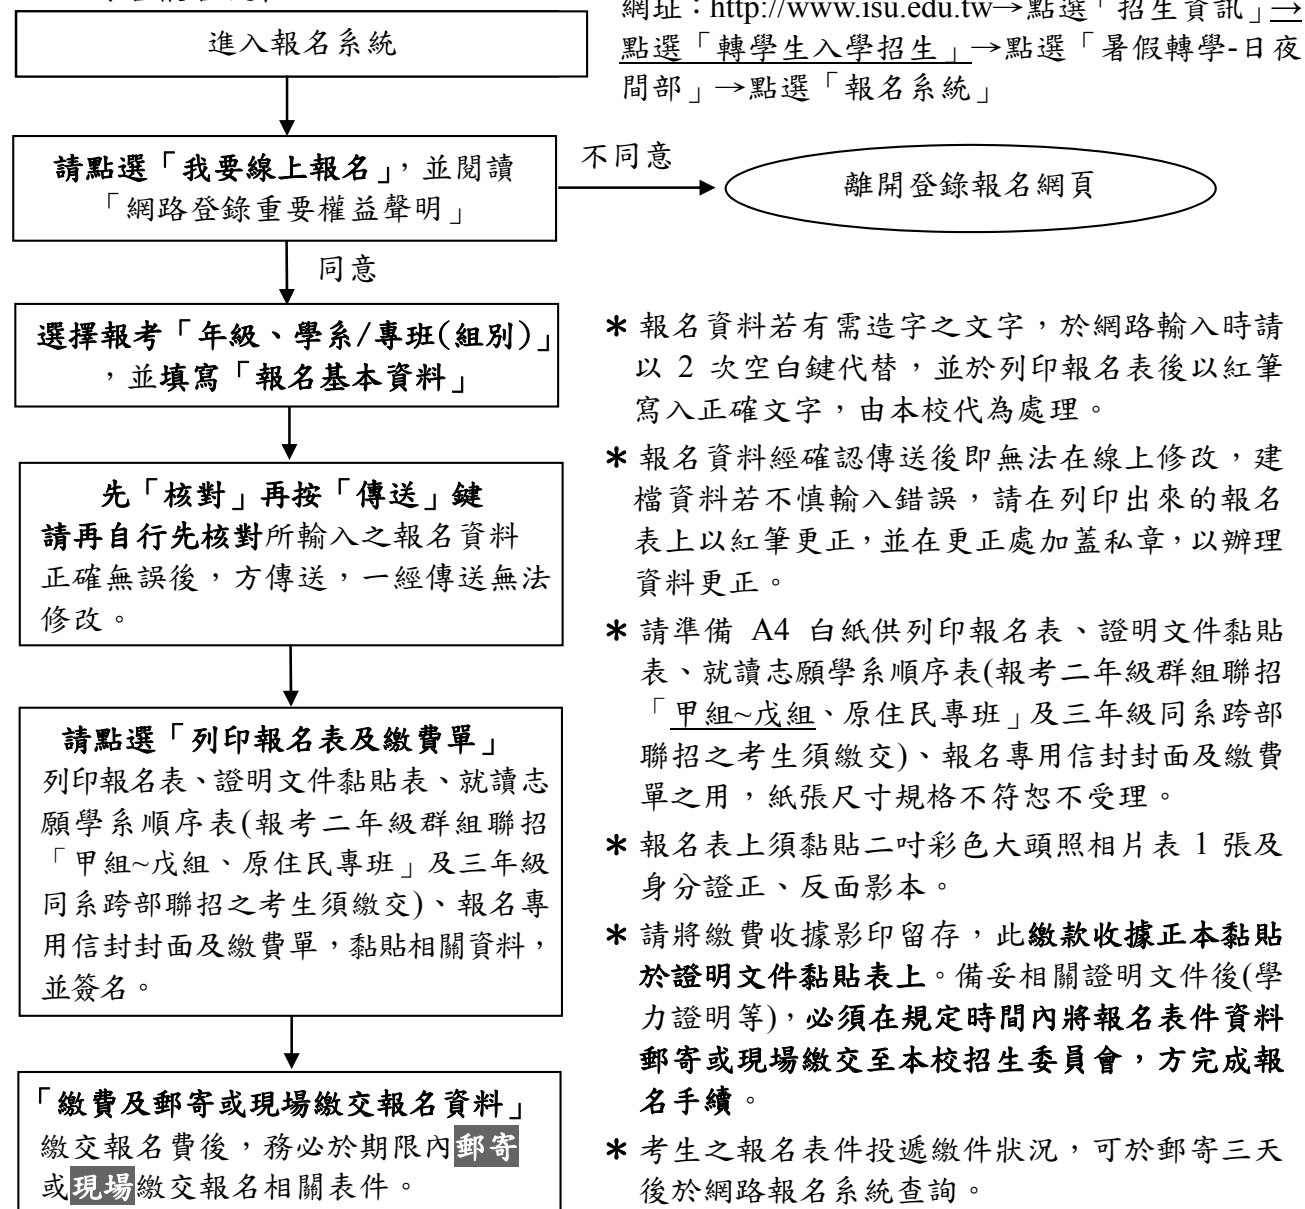 網址：http://www.isu.edu.tw→點選「招生資訊」→
點選「轉學生入學招生」→點選「暑假轉學-日夜
間部」→點選「報名系統」
進入報名系統
請點選「我要線上報名」，並閱讀
「網路登錄重要權益聲明」
不同意
離開登錄報名網頁
同意
選擇報考「年級、學系/專班(組別)」
，並填寫「報名基本資料」
先「核對」再按「傳送」鍵
請再自行先核對所輸入之報名資料
正確無誤後，方傳送，一經傳送無法
修改。
請點選「列印報名表及繳費單」
列印報名表、證明文件黏貼表、就讀志
願學系順序表(報考二年級群組聯招
「甲組~戊組、原住民專班」及三年級
同系跨部聯招之考生須繳交)、報名專
用信封封面及繳費單，黏貼相關資料，
並簽名。
「繳費及郵寄或現場繳交報名資料」
繳交報名費後，務必於期限內郵寄
或現場繳交報名相關表件。
＊報名資料若有需造字之文字，於網路輸入時請
以 2 次空白鍵代替，並於列印報名表後以紅筆
寫入正確文字，由本校代為處理。
＊報名資料經確認傳送後即無法在線上修改，建
檔資料若不慎輸入錯誤，請在列印出來的報名
表上以紅筆更正，並在更正處加蓋私章，以辦理
資料更正。
＊請準備 A4 白紙供列印報名表、證明文件黏貼
表、就讀志願學系順序表(報考二年級群組聯招
「甲組~戊組、原住民專班」及三年級同系跨部
聯招之考生須繳交)、報名專用信封封面及繳費
單之用，紙張尺寸規格不符恕不受理。
＊報名表上須黏貼二吋彩色大頭照相片表 1 張及
身分證正、反面影本。
＊請將繳費收據影印留存，此繳款收據正本黏貼
於證明文件黏貼表上。備妥相關證明文件後(學
力證明等)，必須在規定時間內將報名表件資料
郵寄或現場繳交至本校招生委員會，方完成報
名手續。
＊考生之報名表件投遞繳件狀況，可於郵寄三天
後於網路報名系統查詢。